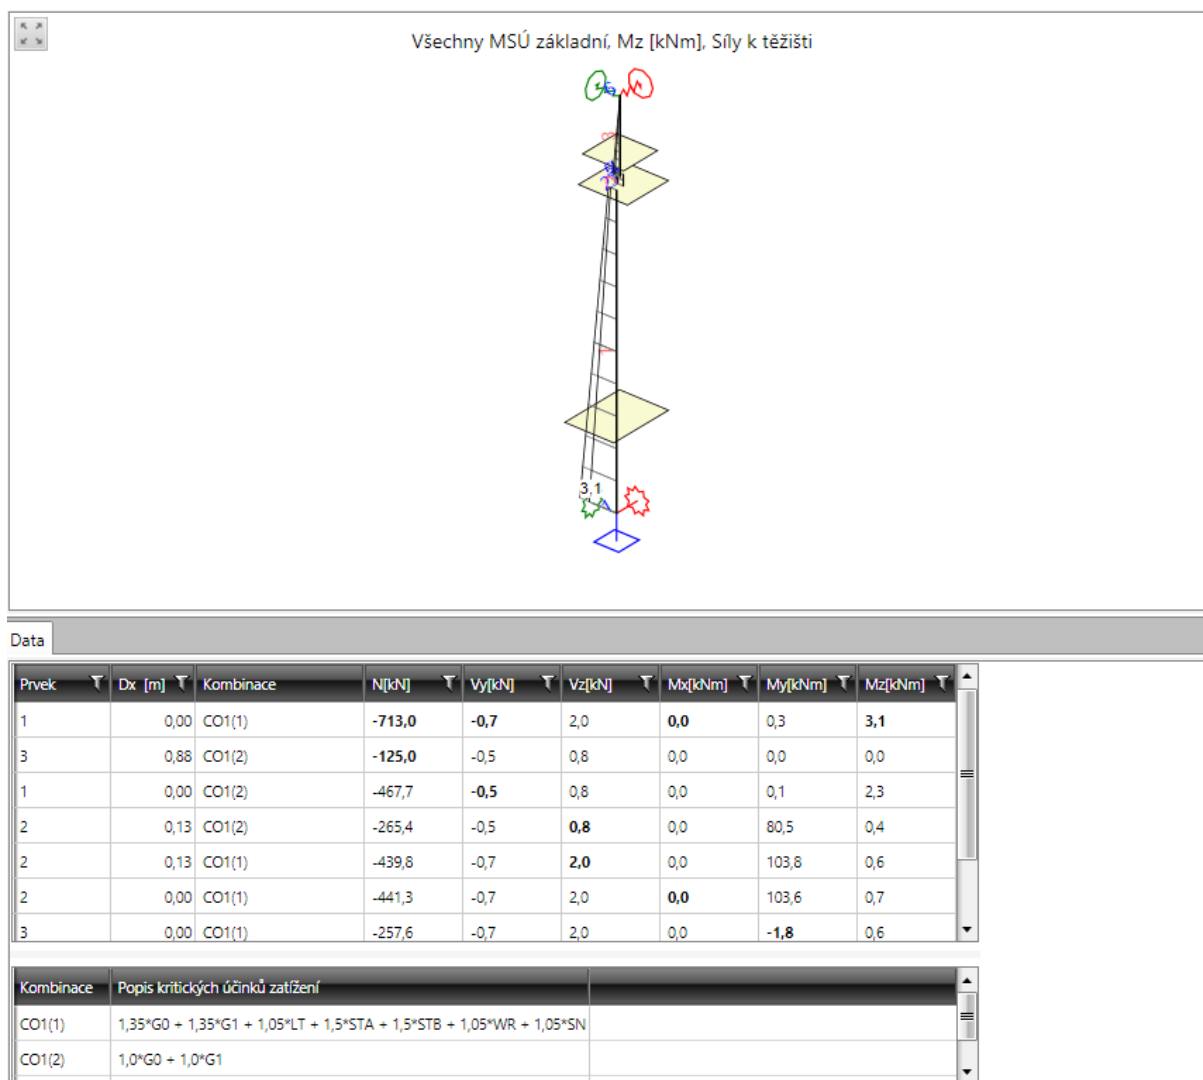 Všechny MSÚ základní, Mz [kNm], Síly k těžišti
3,1
Data
Prvek Dx [m] Kombinace N[kN] Vy[kN] Vz[kN] Mx[kNm] My[kNm] Mz[kNm]
1 0,00 CO1(1) -713,0 -0,7 2,0 0,0 0,3 3,1
3 0,88 CO1(2) -125,0 -0,5 0,8 0,0 0,0 0,0
1 0,00 CO1(2) -467,7 -0,5 0,8 0,0 0,1 2,3
2 0,13 CO1(2) -265,4 -0,5 0,8 0,0 80,5 0,4
2 0,13 CO1(1) -439,8 -0,7 2,0 0,0 103,8 0,6
2 0,00 CO1(1) -441,3 -0,7 2,0 0,0 103,6 0,7
3 0,00 CO1(1) -257,6 -0,7 2,0 0,0 -1,8 0,6
Kombinace Popis kritických účinků zatížení
CO1(1) 1,35*G0 + 1,35*G1 + 1,05*LT + 1,5*STA + 1,5*STB + 1,05*WR + 1,05*SN
CO1(2) 1,0*G0 + 1,0*G1